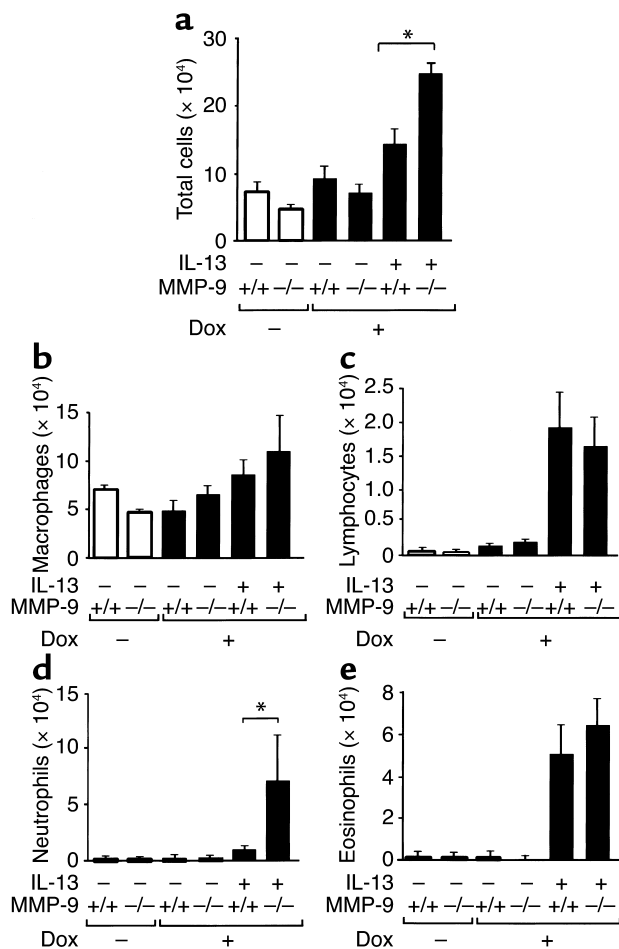 a
Total cells (× 10⁴)
30
20
10
0
*
IL-13 – – – – + +
MMP-9 +/+ –/– +/+ –/– +/+ –/–
Dox – +
b
Macrophages (× 10⁴)
15
10
5
0
IL-13 – – – – + +
MMP-9 +/+ –/– +/+ –/– +/+ –/–
Dox – +
c
Lymphocytes (× 10⁴)
2.5
2.0
1.5
1.0
0.5
0
IL-13 – – – – + +
MMP-9 +/+ –/– +/+ –/– +/+ –/–
Dox – +
d
Neutrophils (× 10⁴)
15
10
5
0
*
IL-13 – – – – + +
MMP-9 +/+ –/– +/+ –/– +/+ –/–
Dox – +
e
Eosinophils (× 10⁴)
8
6
4
2
0
IL-13 – – – – + +
MMP-9 +/+ –/– +/+ –/– +/+ –/–
Dox – +